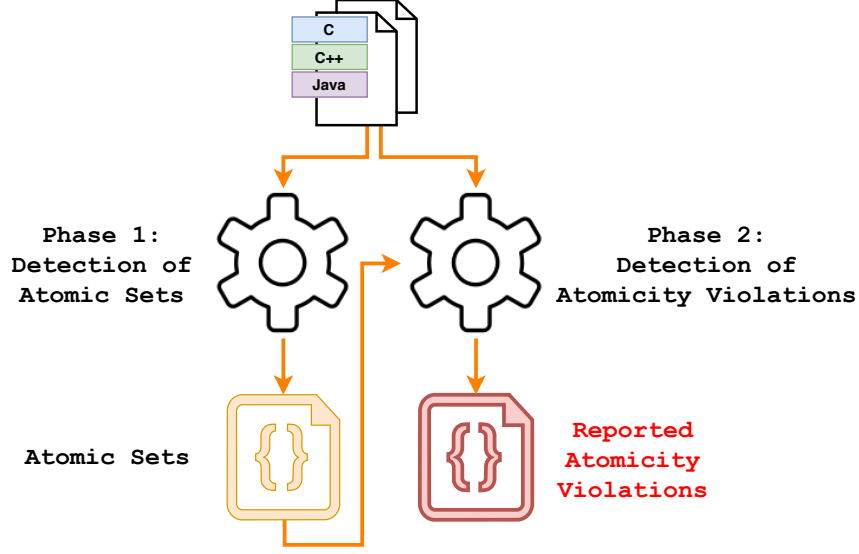 C
C++
Java
Phase 1:
Detection of
Atomic Sets
Phase 2:
Detection of
Atomicity Violations
Atomic Sets
{}
{}
Reported
Atomicity
Violations